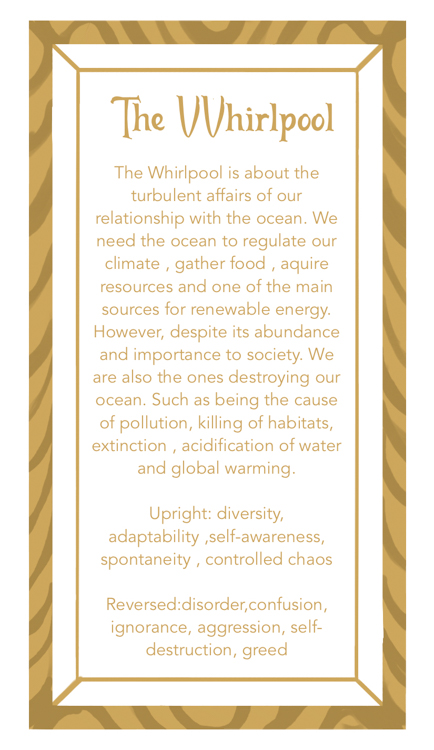 The Whirlpool
The Whirlpool is about the
turbulent affairs of our
relationship with the ocean. We
need the ocean to regulate our
climate , gather food , aquire
resources and one of the main
sources for renewable energy.
However, despite its abundance
and importance to society. We
are also the ones destroying our
ocean. Such as being the cause
of pollution, killing of habitats,
extinction , acidification of water
and global warming.
Upright: diversity,
adaptability ,self-awareness,
spontaneity , controlled chaos
Reversed:disorder,confusion,
ignorance, aggression, self-
destruction, greed